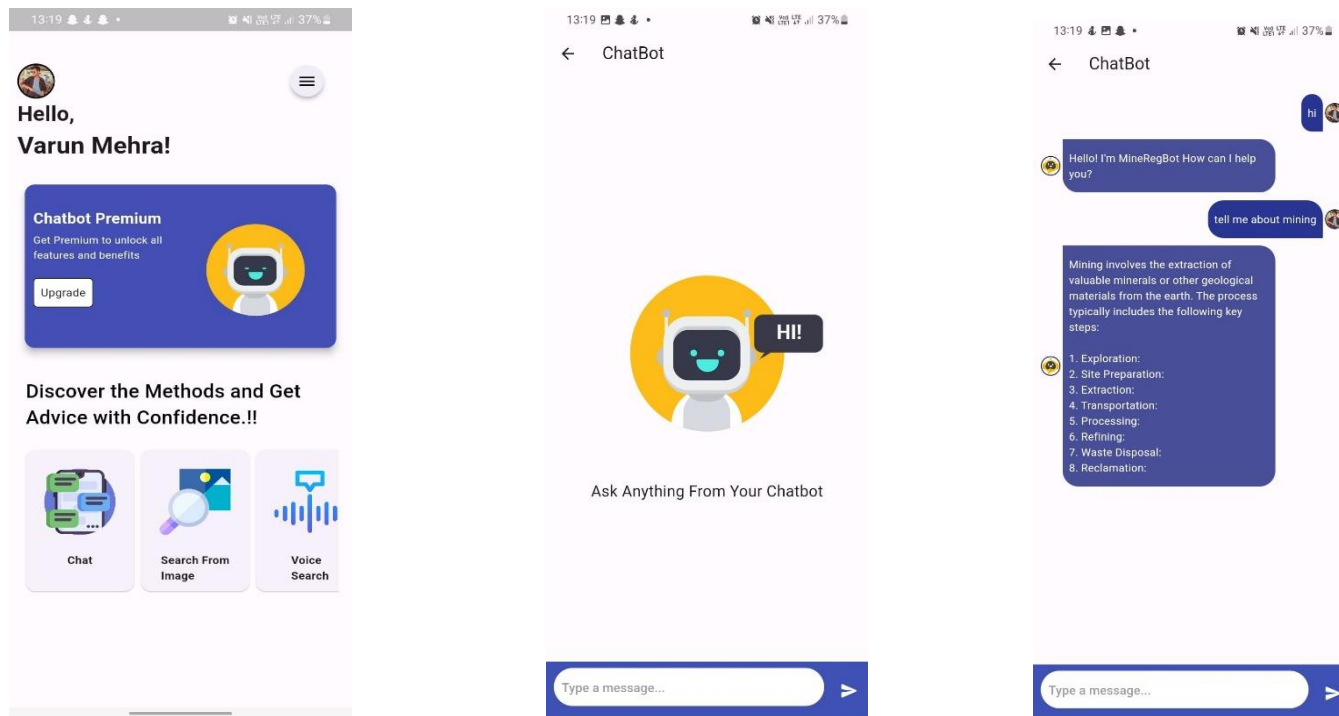 13:19
37%
Hello,
Varun Mehra!
Chatbot Premium
Get Premium to unlock all
features and benefits
Upgrade
Discover the Methods and Get
Advice with Confidence.!!
Chat
Search From
Image
Voice
Search
13:19
37%
ChatBot
HI!
Ask Anything From Your Chatbot
Type a message...
13:19
37%
ChatBot
hi
Hello! I'm MineRegBot How can I help
you?
tell me about mining
Mining involves the extraction of
valuable minerals or other geological
materials from the earth. The process
typically includes the following key
steps:
1. Exploration:
2. Site Preparation:
3. Extraction:
4. Transportation:
5. Processing:
6. Refining:
7. Waste Disposal:
8. Reclamation:
Type a message...